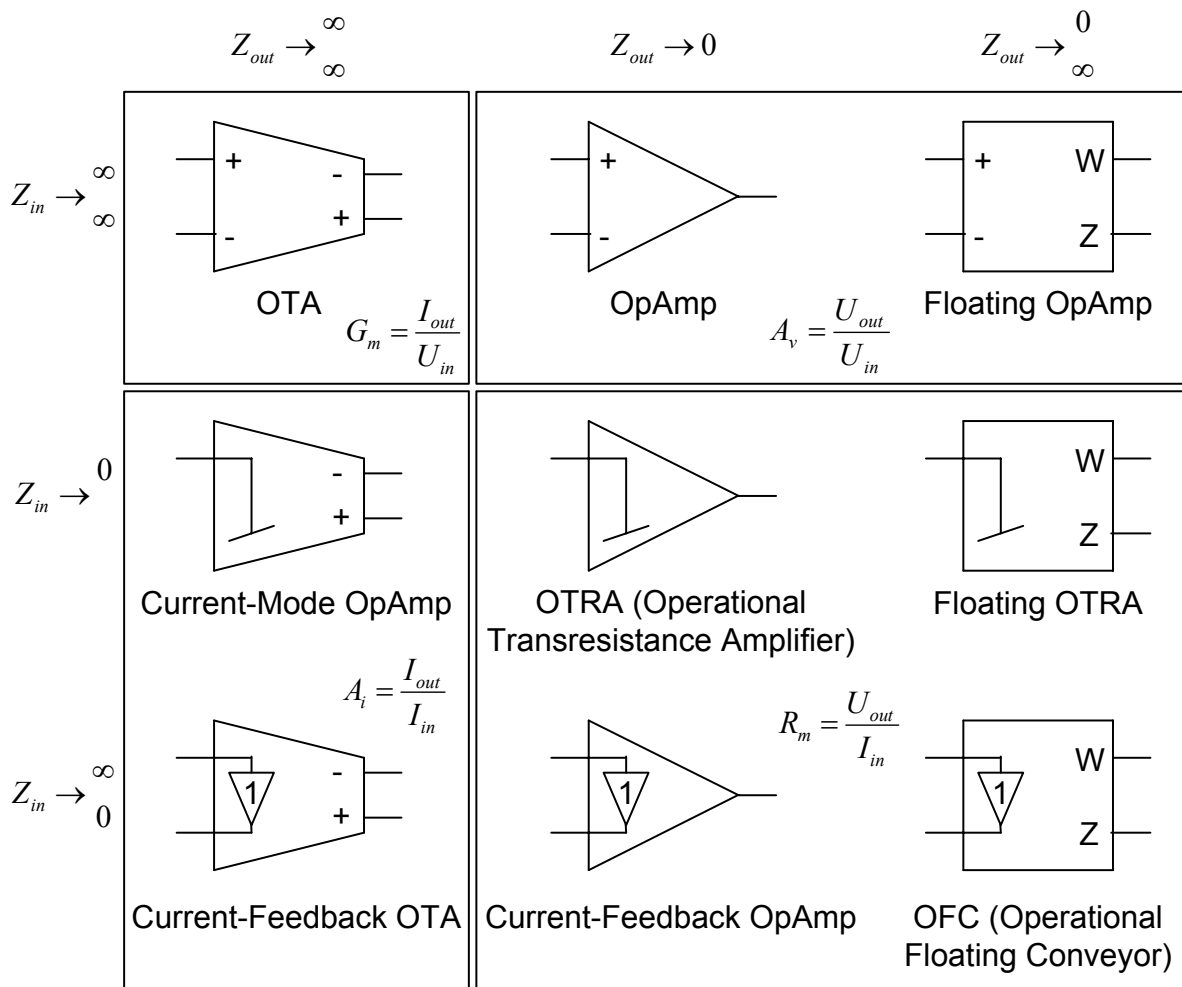 Z_out → ∞ ∞
Z_out → 0
Z_out → 0 ∞
Z_in → ∞ ∞
+ - - +
OTA
G_m = I_out / U_in
+ -
OpAmp
A_v = U_out / U_in
+ - W Z
Floating OpAmp
Z_in → 0
- +
Current-Mode OpAmp
OTRA (Operational
Transresistance Amplifier)
W Z
Floating OTRA
A_i = I_out / I_in
R_m = U_out / I_in
Z_in → ∞ 0
1 - +
Current-Feedback OTA
1
Current-Feedback OpAmp
1 W Z
OFC (Operational
Floating Conveyor)